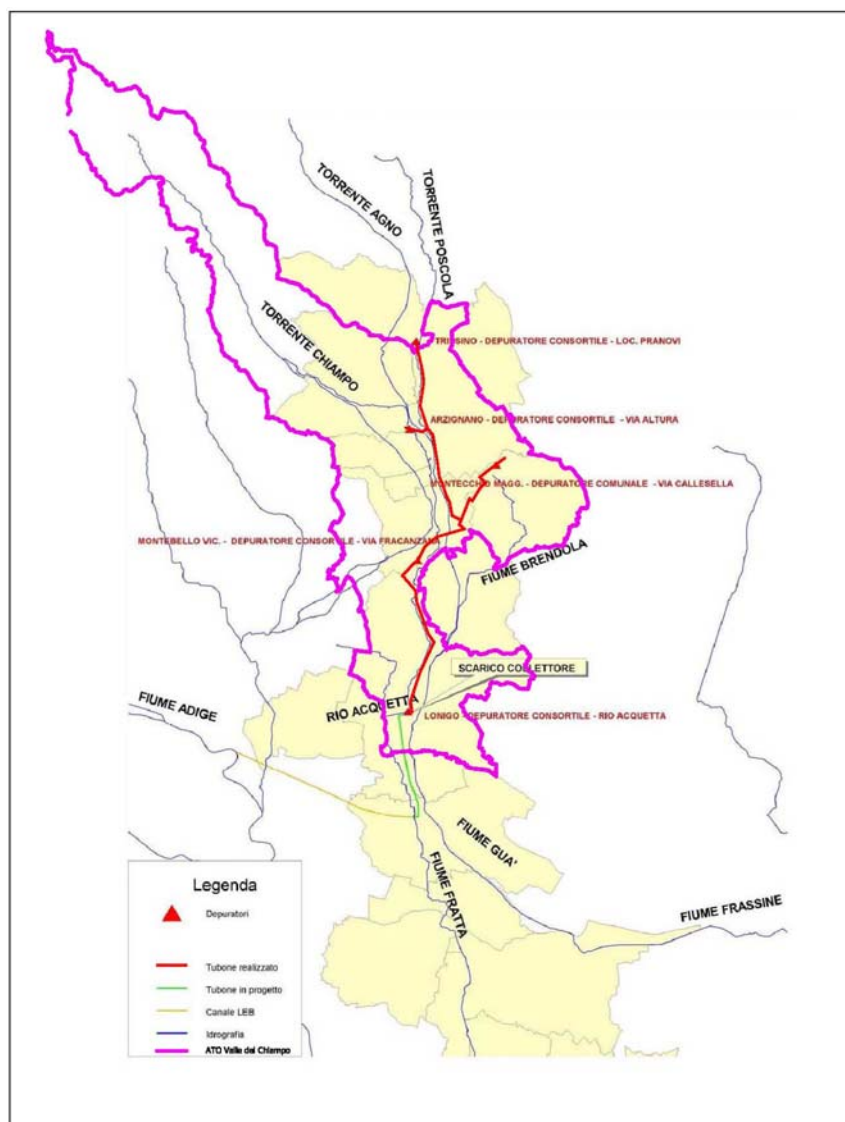 TORRENTE AGNO
TORRENTE POSCOLA
TORRENTE CHIAMPO
TRISSINO - DEPURATORE CONSORTILE - LOC. PRANOVI
ARZIGNANO - DEPURATORE CONSORTILE - VIA ALTURA
MONTECCHIO MAGG. - DEPURATORE COMUNALE - VIA CALLESELLA
MONTEBELLO VIC. - DEPURATORE CONSORTILE - VIA FRACANZANA
FIUME BRENDOLA
SCARICO COLLETTORE
FIUME ADIGE
RIO ACQUETTA
LONIGO - DEPURATORE CONSORTILE - RIO ACQUETTA
FIUME GUA'
FIUME FRATTA
FIUME FRASSINE
Legenda
Depuratori
Tubone realizzato
Tubone in progetto
Canale LEB
Idrografia
ATO Valle del Chiampo